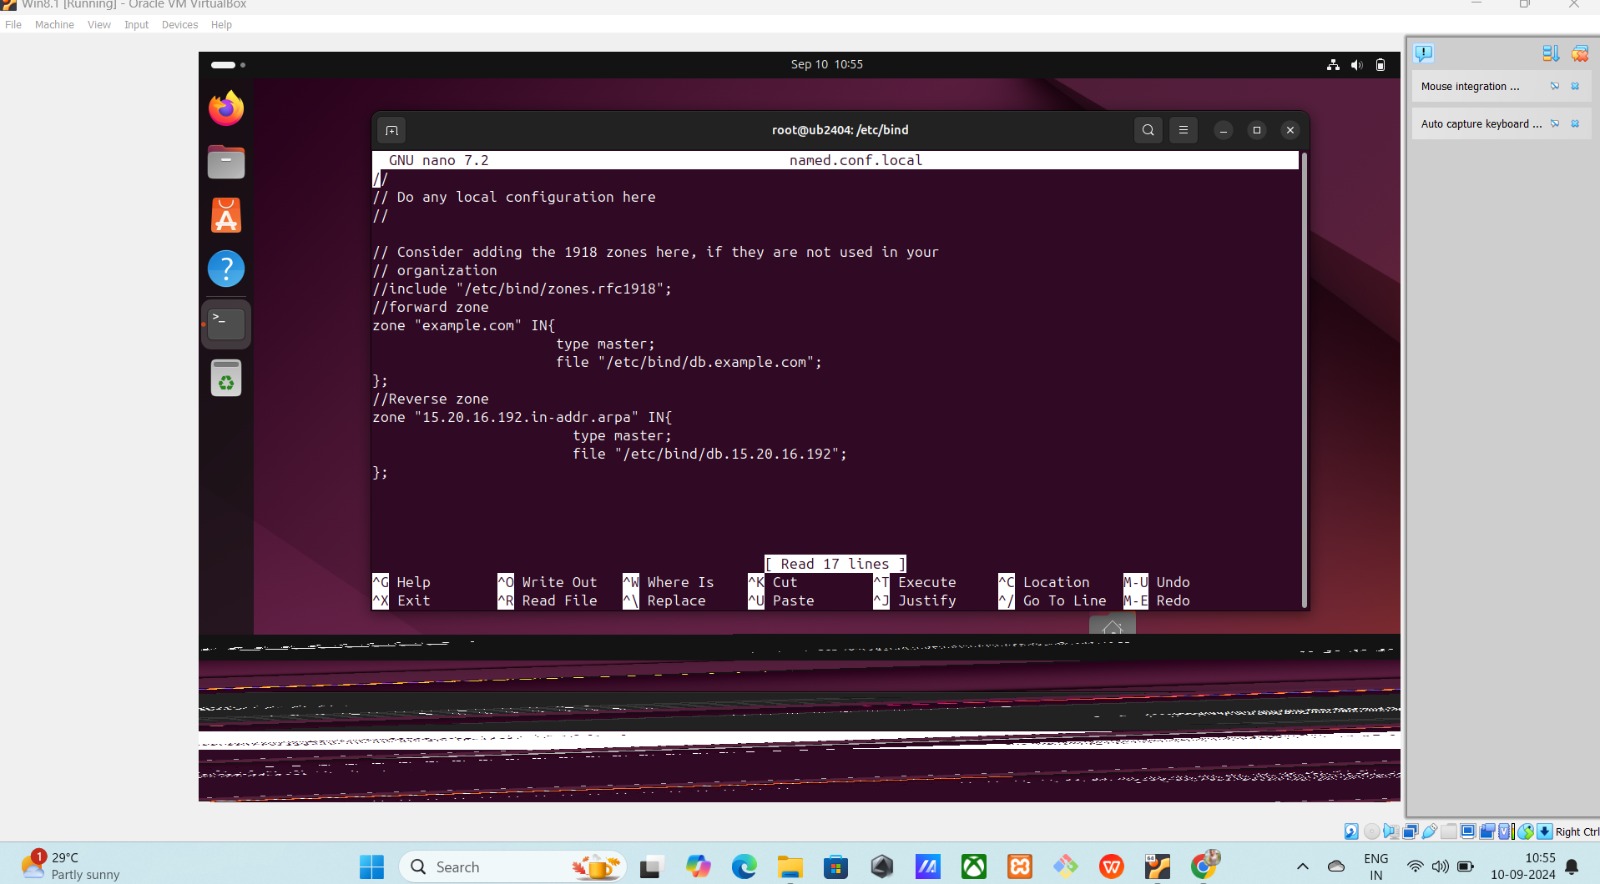 Win8.1 [Running] - Oracle VM VirtualBox
File Machine View Input Devices Help
Sep 10 10:55
Mouse integration ...
Auto capture keyboard ...
root@ub2404: /etc/bind
GNU nano 7.2 named.conf.local
//
// Do any local configuration here
//
// Consider adding the 1918 zones here, if they are not used in your
// organization
//include "/etc/bind/zones.rfc1918";
//forward zone
zone "example.com" IN{
type master;
file "/etc/bind/db.example.com";
};
//Reverse zone
zone "15.20.16.192.in-addr.arpa" IN{
type master;
file "/etc/bind/db.15.20.16.192";
};
[ Read 17 lines ]
^G Help ^O Write Out ^W Where Is ^K Cut ^T Execute ^C Location M-U Undo
^X Exit ^R Read File ^\ Replace ^U Paste ^J Justify ^/ Go To Line M-E Redo
Right Ctrl
1
29°C
Partly sunny
Search
ENG
IN
10:55
10-09-2024